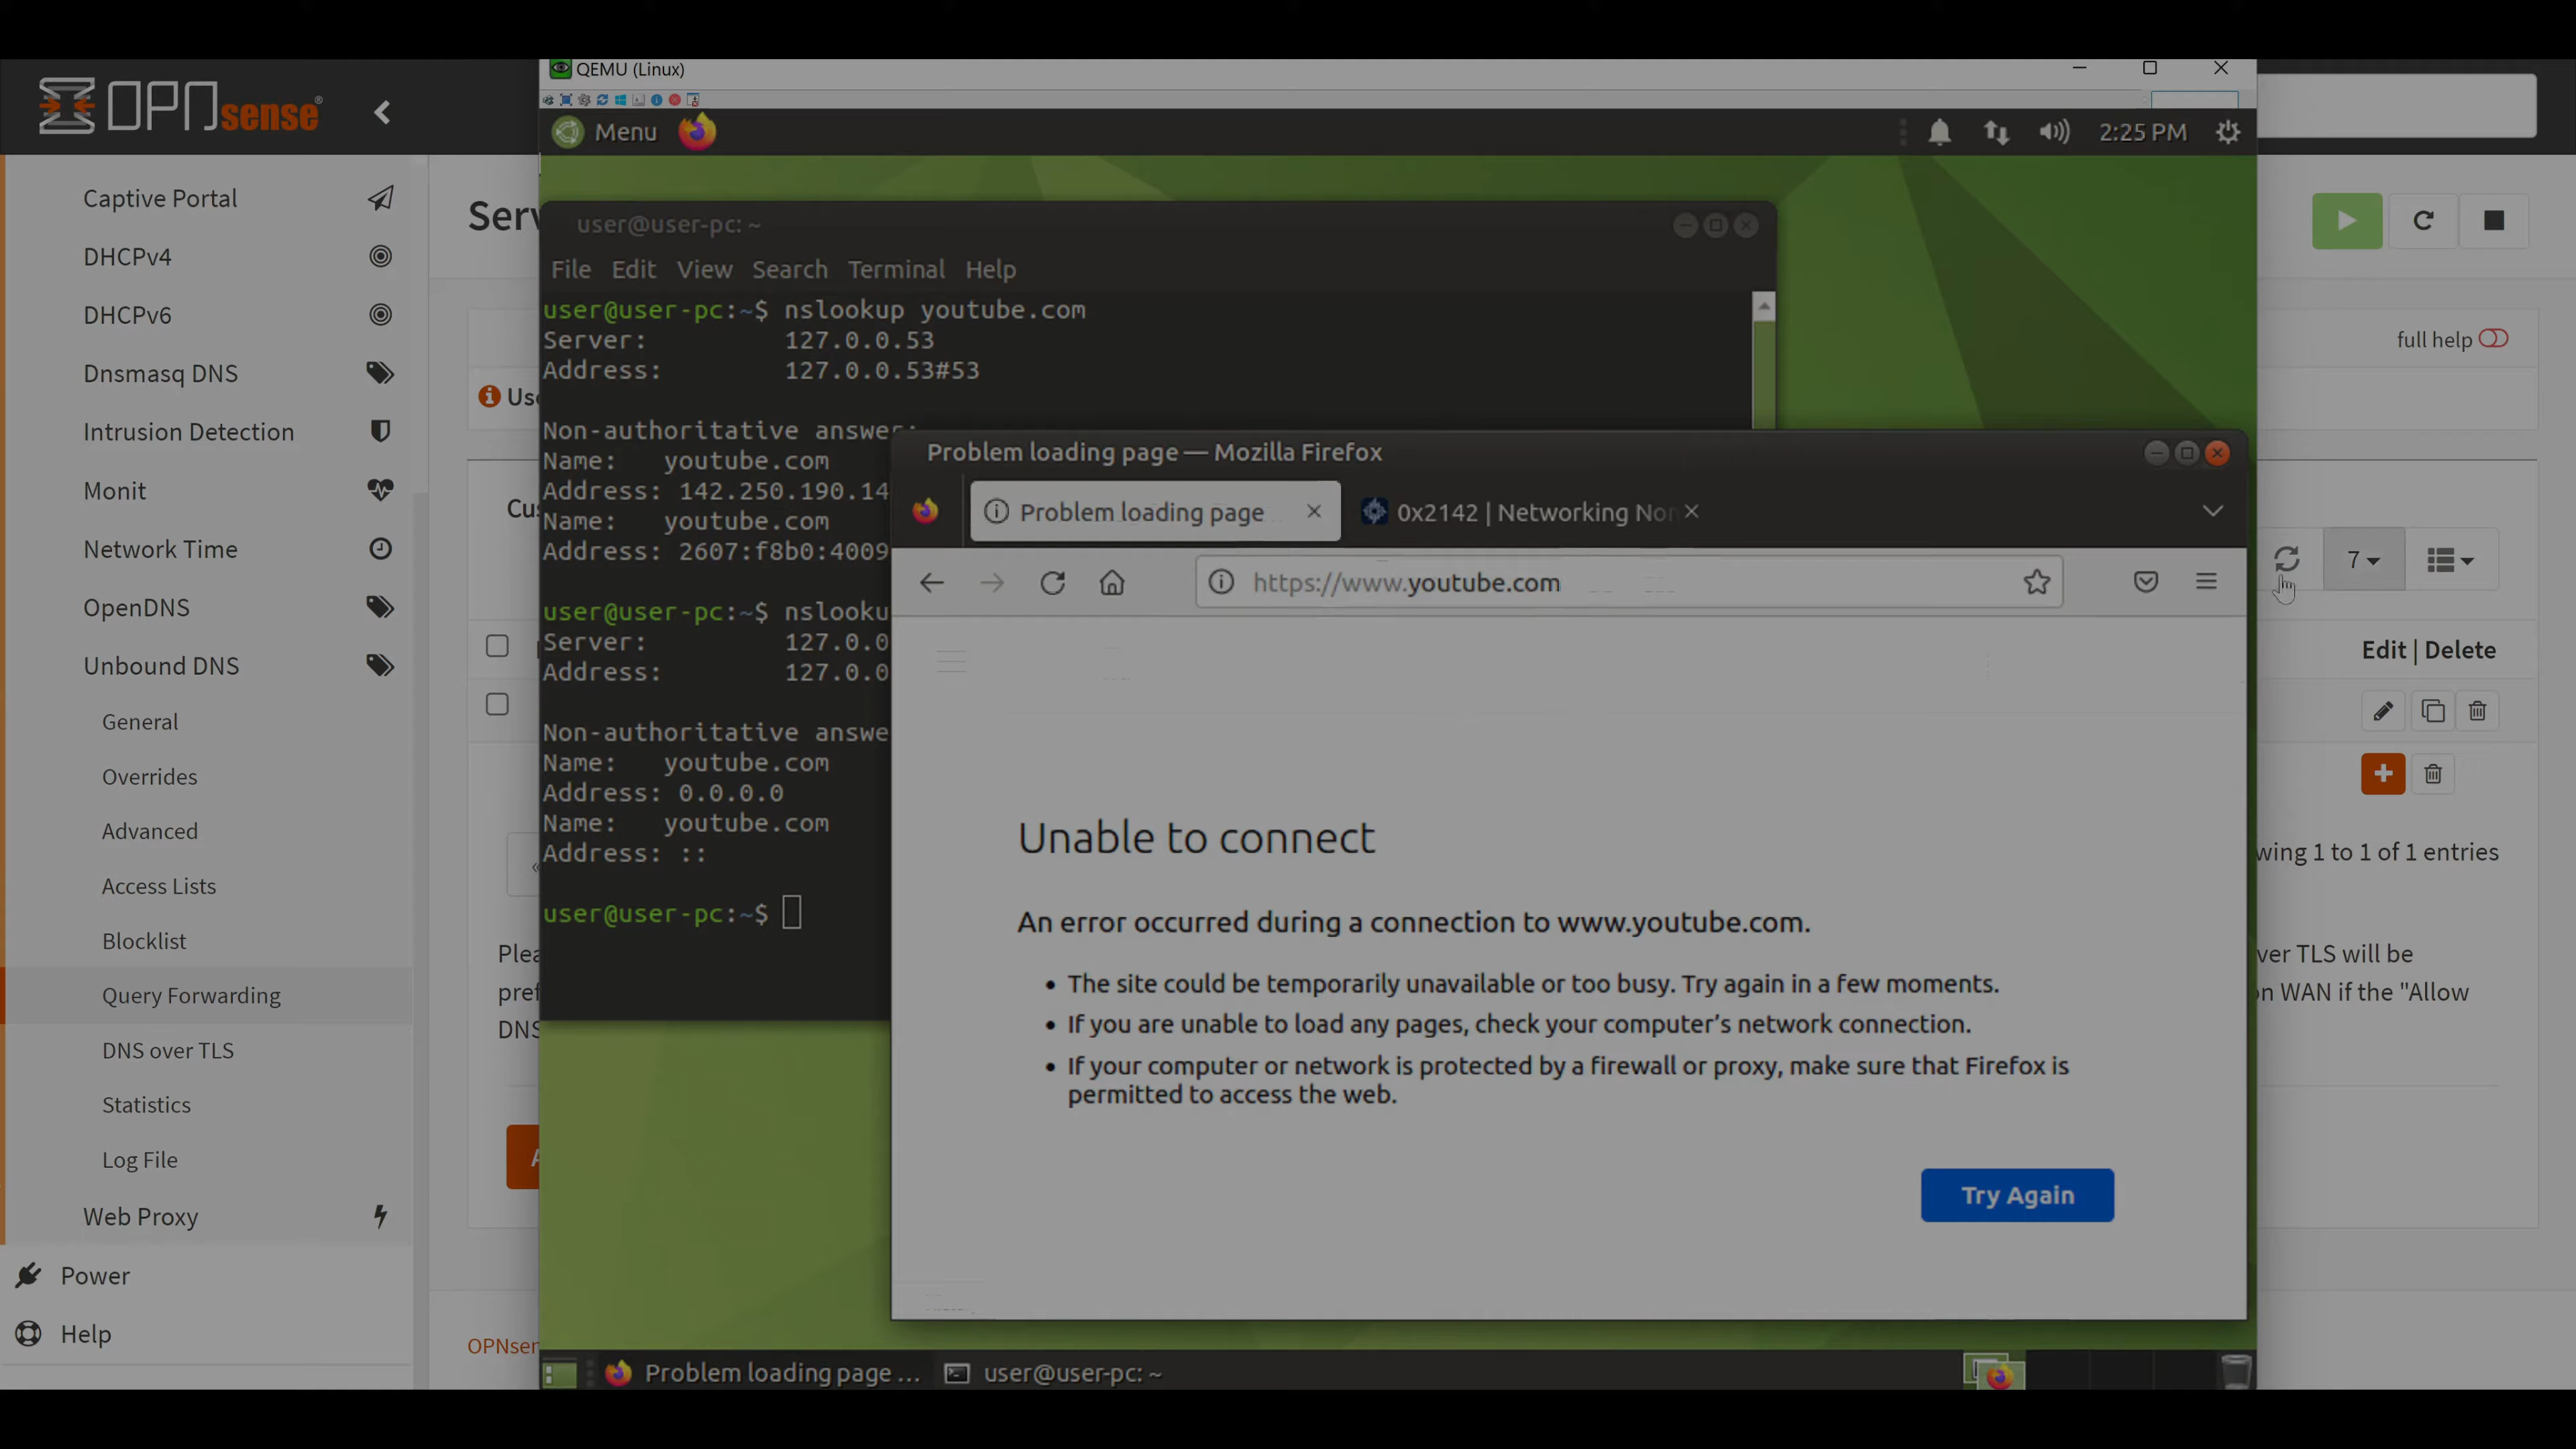 QEMU (Linux)
OPNsense®
Menu
2:25 PM
Captive Portal
DHCPv4
DHCPv6
Dnsmasq DNS
Intrusion Detection
Monit
Network Time
OpenDNS
Unbound DNS
General
Overrides
Advanced
Access Lists
Blocklist
Query Forwarding
DNS over TLS
Statistics
Log File
Web Proxy
Power
Help
user@user-pc: ~
File Edit View Search Terminal Help
user@user-pc:~$ nslookup youtube.com
Server: 127.0.0.53
Address: 127.0.0.53#53
Non-authoritative answer:
Name: youtube.com
Address: 142.250.190.14
Name: youtube.com
Address: 2607:f8b0:4009
user@user-pc:~$ nslooku
Server: 127.0.0
Address: 127.0.0
Non-authoritative answe
Name: youtube.com
Address: 0.0.0.0
Name: youtube.com
Address: ::
user@user-pc:~$
Problem loading page — Mozilla Firefox
Problem loading page
0x2142 | Networking Non
https://www.youtube.com
Unable to connect
An error occurred during a connection to www.youtube.com.
• The site could be temporarily unavailable or too busy. Try again in a few moments.
• If you are unable to load any pages, check your computer’s network connection.
• If your computer or network is protected by a firewall or proxy, make sure that Firefox is
permitted to access the web.
Try Again
full help
7
Edit | Delete
wing 1 to 1 of 1 entries
ver TLS will be
on WAN if the "Allow
DNS
OPNsen
Problem loading page ...
user@user-pc: ~